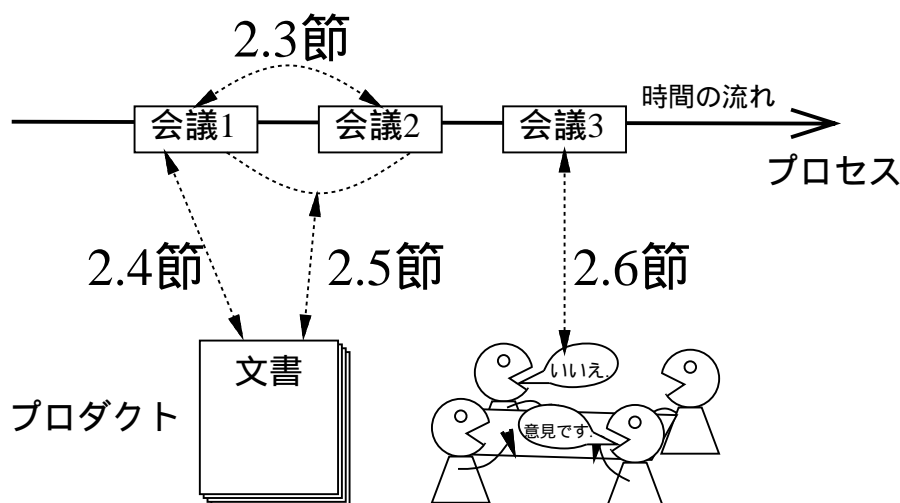 2.3節
時間の流れ
会議1
会議2
会議3
プロセス
2.4節
2.5節
2.6節
文書
いいえ.
プロダクト
意見です.